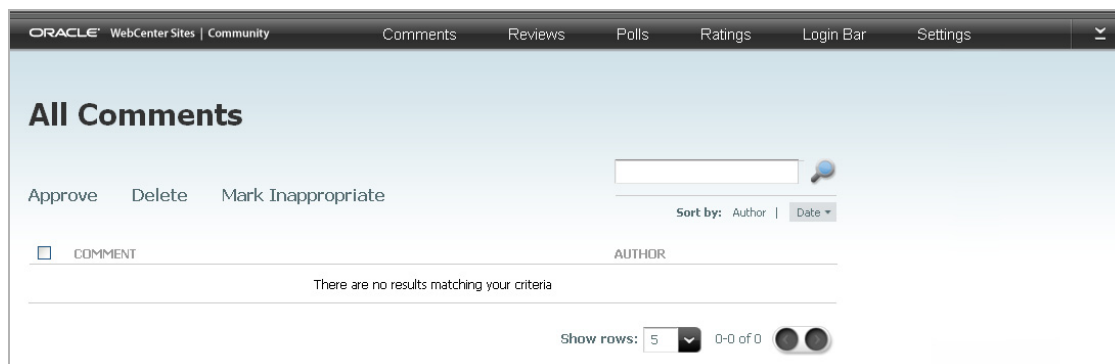 ORACLE WebCenter Sites | Community Comments Reviews Polls Ratings Login Bar Settings
All Comments
Approve Delete Mark Inappropriate
Sort by: Author | Date
COMMENT AUTHOR
There are no results matching your criteria
Show rows: 5 0-0 of 0